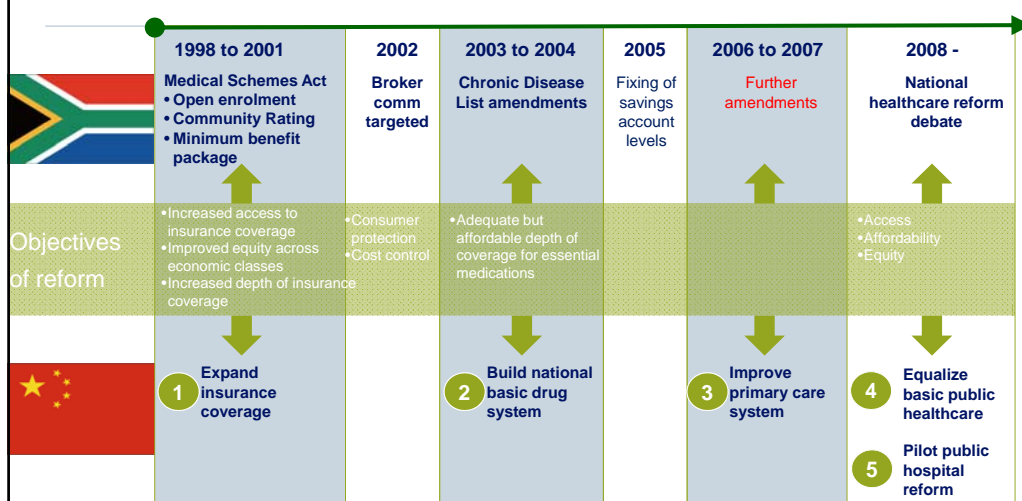 1998 to 2001
2002
2003 to 2004
2005
2006 to 2007
2008 -
Medical Schemes Act
• Open enrolment
• Community Rating
• Minimum benefit
package
Broker
comm
targeted
Chronic Disease
List amendments
Fixing of
savings
account
levels
Further
amendments
National
healthcare reform
debate
Objectives
of reform
•Increased access to
insurance coverage
•Improved equity across
economic classes
•Increased depth of insurance
coverage
•Consumer
protection
•Cost control
•Adequate but
affordable depth of
coverage for essential
medications
•Access
•Affordability
•Equity
1
Expand
insurance
coverage
2
Build national
basic drug
system
3
Improve
primary care
system
4
Equalize
basic public
healthcare
5
Pilot public
hospital
reform